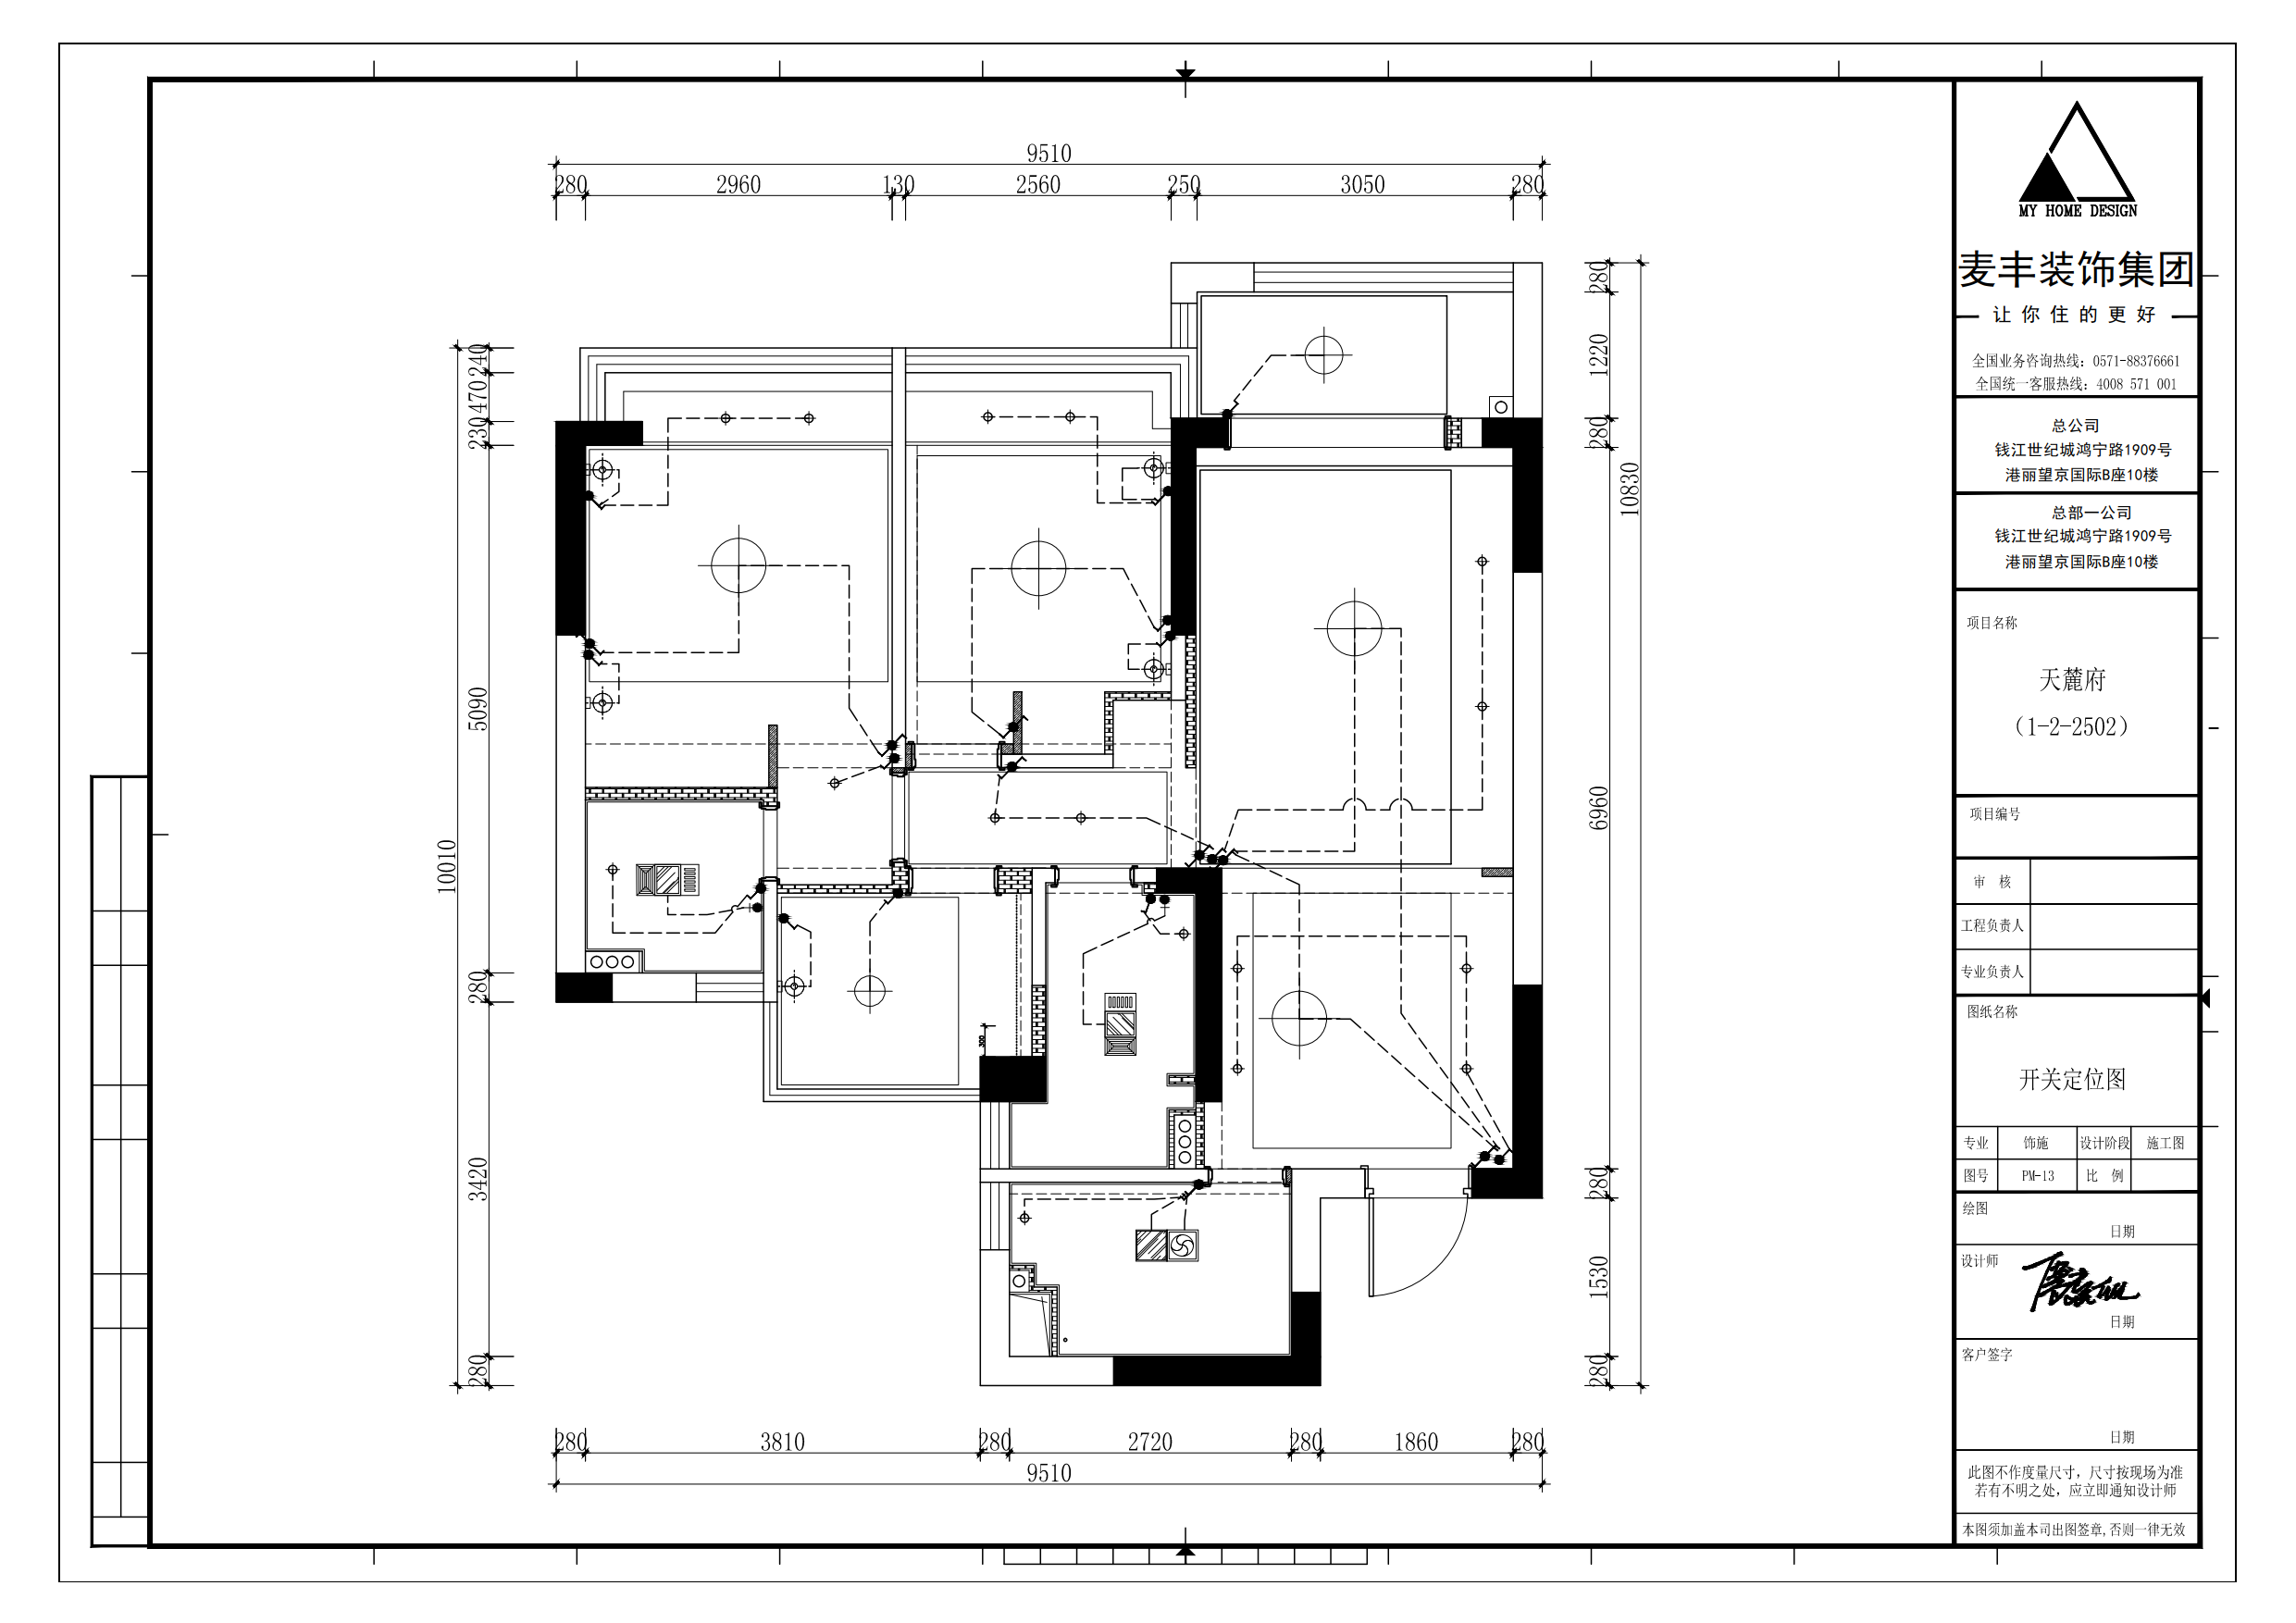 9510
280 2960 130 2560 250 3050 280
240
470
230
5090
280
3420
280
10010
280
1220
280
10830
6960
280
1530
280
300
280 3810 280 2720 280 1860 280
9510
MY HOME DESIGN
麦丰装饰集团
让你住的更好
全国业务咨询热线：0571-88376661
全国统一客服热线：4008 571 001
总公司
钱江世纪城鸿宁路1909号
港丽望京国际B座10楼
总部一公司
钱江世纪城鸿宁路1909号
港丽望京国际B座10楼
项目名称
天麓府
（1-2-2502）
项目编号
审 核
工程负责人
专业负责人
图纸名称
开关定位图
专业 饰施 设计阶段 施工图
图号 PM-13 比 例
绘图
日期
设计师
日期
客户签字
日期
此图不作度量尺寸，尺寸按现场为准
若有不明之处，应立即通知设计师
本图须加盖本司出图签章,否则一律无效